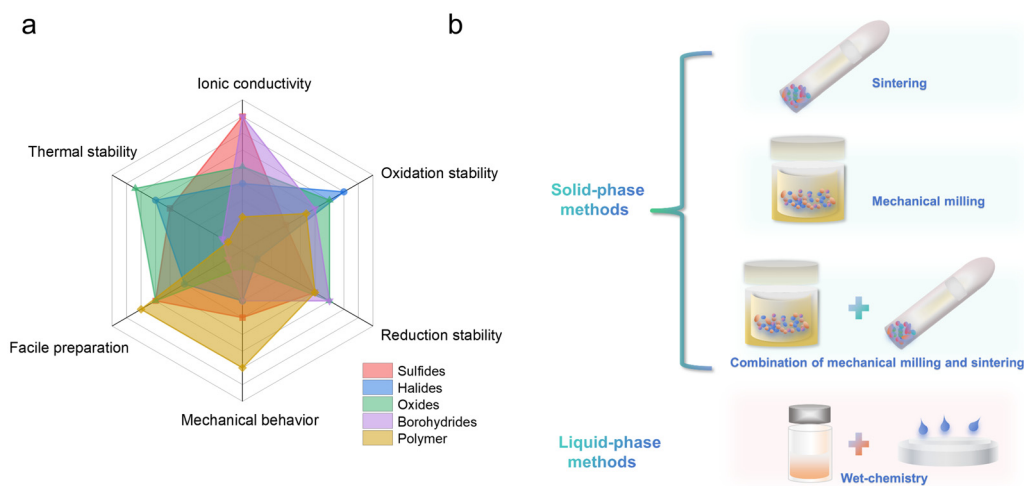 a
Ionic conductivity
Thermal stability
Oxidation stability
Facile preparation
Reduction stability
Mechanical behavior
Sulfides
Halides
Oxides
Borohydrides
Polymer
b
Solid-phase
methods
Sintering
Mechanical milling
Combination of mechanical milling and sintering
Liquid-phase
methods
Wet-chemistry